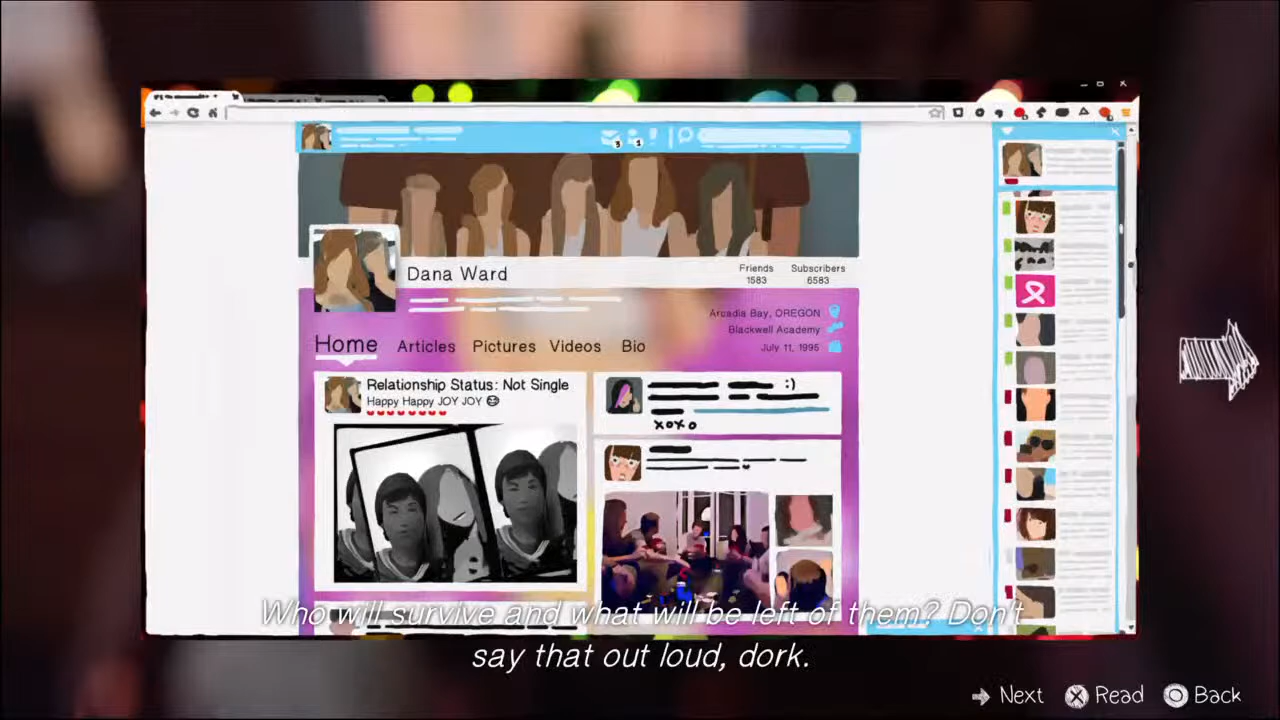 3
1
Dana Ward
Friends
1583
Subscribers
6583
Arcadia Bay, OREGON
Blackwell Academy
July 11, 1995
Home
Articles
Pictures
Videos
Bio
Relationship Status: Not Single
Happy Happy JOY JOY
:)
xoxo
Who will survive and what will be left of them? Don't
say that out loud, dork.
Next
Read
Back